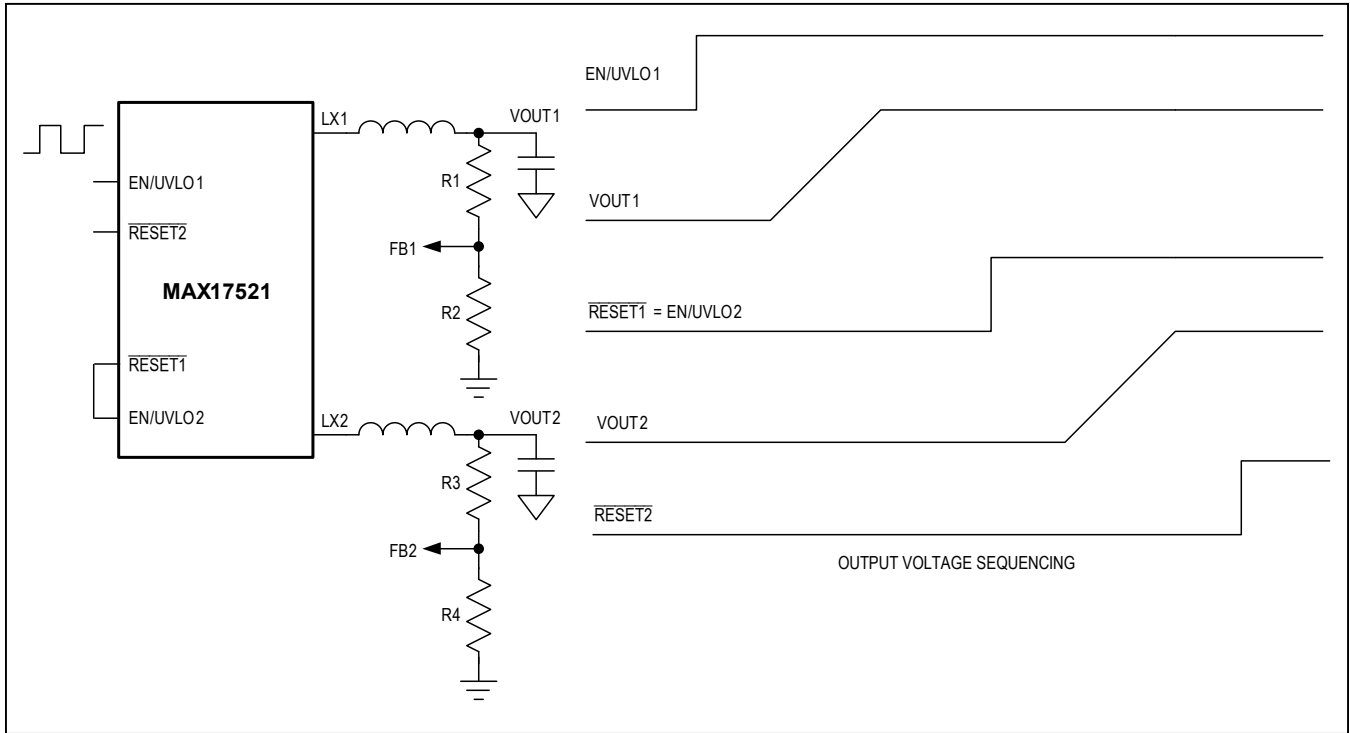 LX1
VOUT1
EN/UVLO1
RESET2
R1
FB1
MAX17521
R2
RESET1
EN/UVLO2
LX2
VOUT2
R3
FB2
R4
EN/UVLO1
VOUT1
RESET1 = EN/UVLO2
VOUT2
RESET2
OUTPUT VOLTAGE SEQUENCING